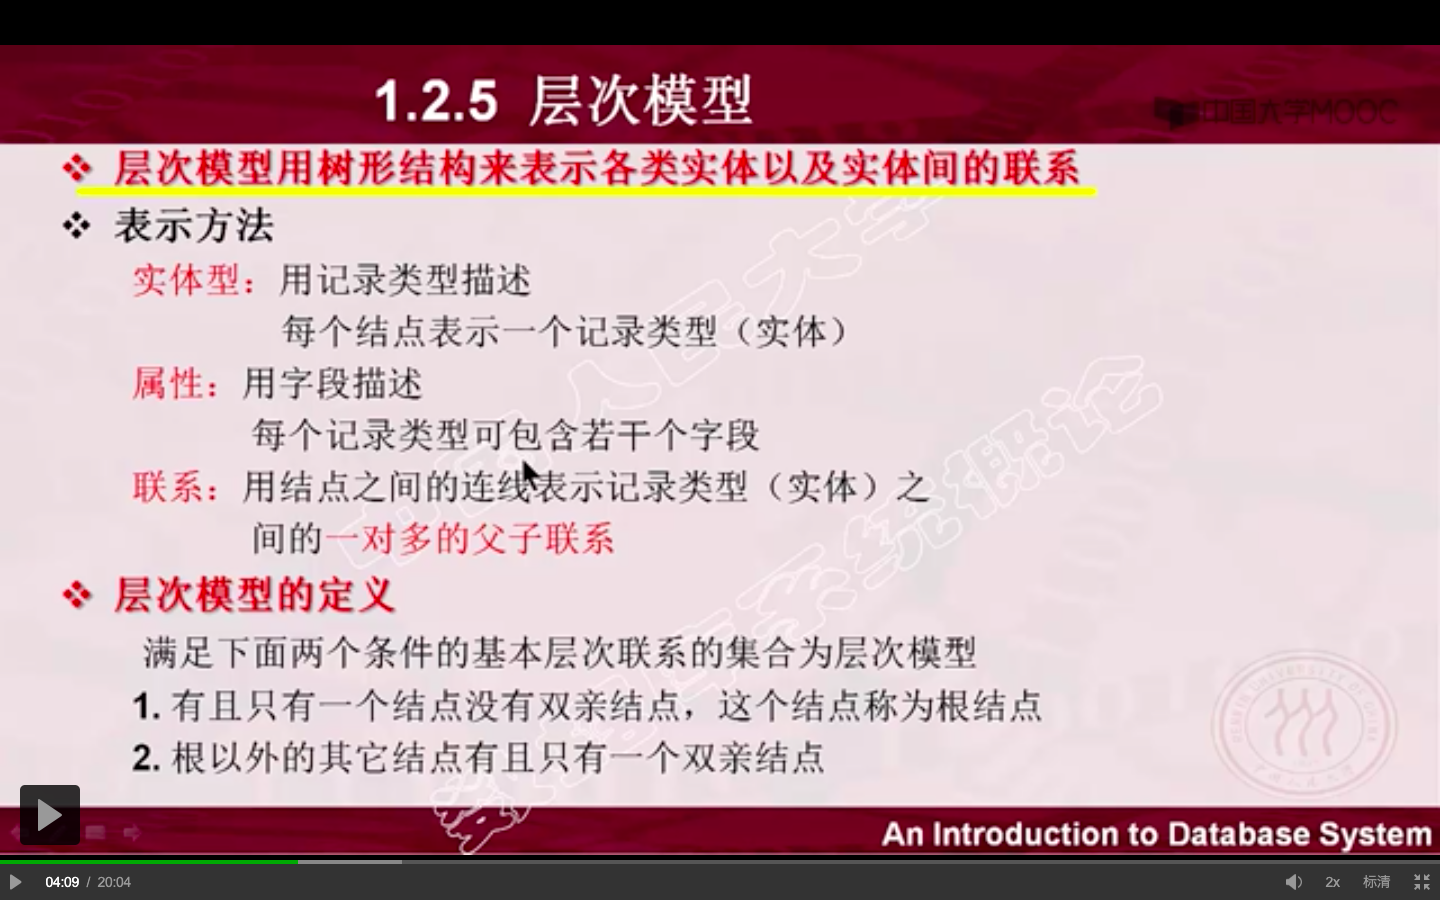 1.2.5 层次模型
中国大学MOOC
层次模型用树形结构来表示各类实体以及实体间的联系
表示方法
实体型：用记录类型描述
每个结点表示一个记录类型（实体）
属性：用字段描述
每个记录类型可包含若干个字段
联系：用结点之间的连线表示记录类型（实体）之
间的一对多的父子联系
层次模型的定义
满足下面两个条件的基本层次联系的集合为层次模型
1. 有且只有一个结点没有双亲结点，这个结点称为根结点
2. 根以外的其它结点有且只有一个双亲结点
An Introduction to Database System
04:09 / 20:04
2x
标清